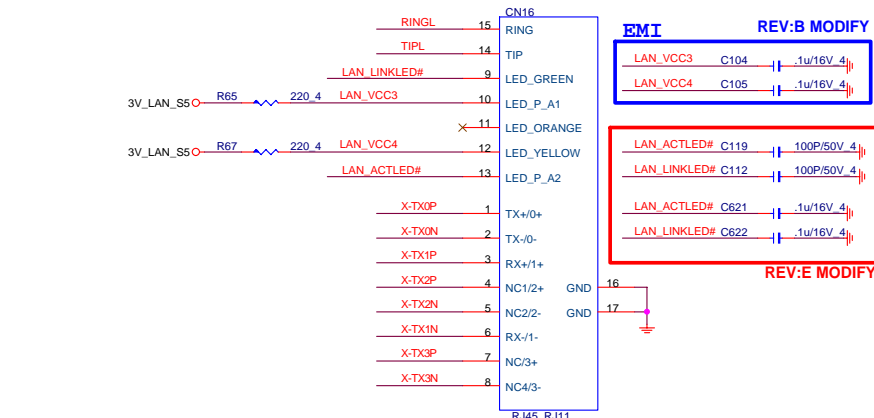 CN16
RINGL 15 RING
TIPL 14 TIP
LAN_LINKLED# 9 LED_GREEN
3V_LAN_S5 R65 220_4 LAN_VCC3 10 LED_P_A1
11 LED_ORANGE
3V_LAN_S5 R67 220_4 LAN_VCC4 12 LED_YELLOW
LAN_ACTLED# 13 LED_P_A2
X-TX0P 1 TX+/0+
X-TX0N 2 TX-/0-
X-TX1P 3 RX+/1+
X-TX2P 4 NC1/2+ GND 16
X-TX2N 5 NC2/2- GND 17
X-TX1N 6 RX-/1-
X-TX3P 7 NC/3+
X-TX3N 8 NC4/3-
RJ45_RJ11
EMI REV:B MODIFY
LAN_VCC3 C104 .1u/16V_4
LAN_VCC4 C105 .1u/16V_4
LAN_ACTLED# C119 100P/50V_4
LAN_LINKLED# C112 100P/50V_4
LAN_ACTLED# C621 .1u/16V_4
LAN_LINKLED# C622 .1u/16V_4
REV:E MODIFY